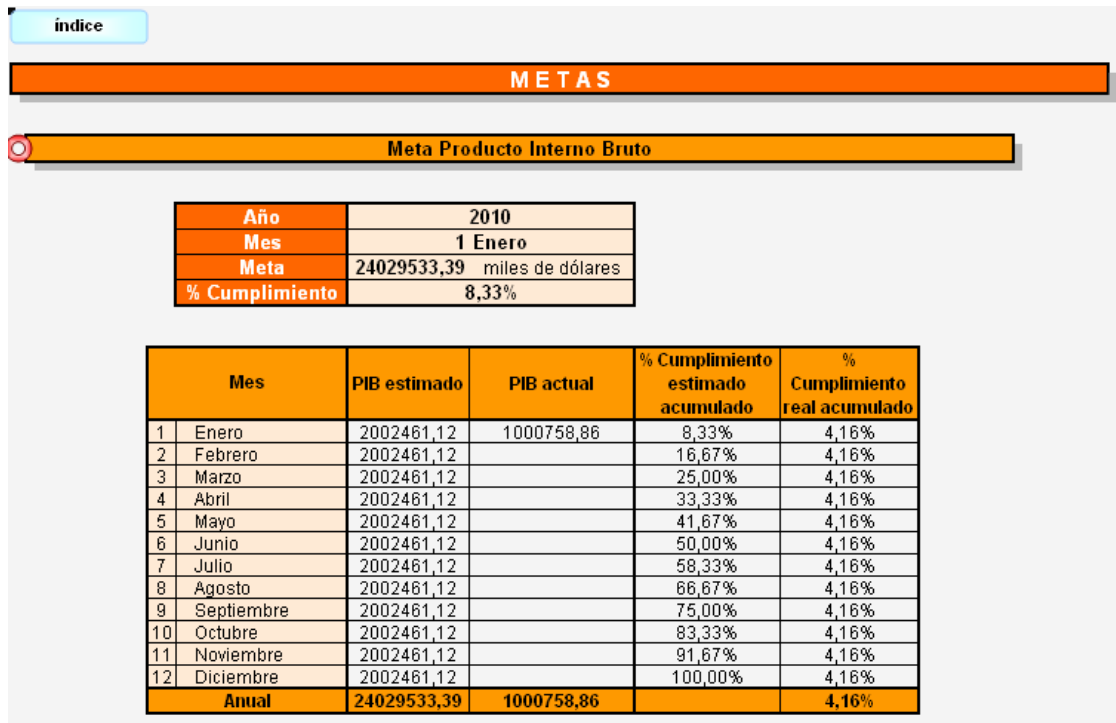 índice
METAS
Meta Producto Interno Bruto
Año 2010
Mes 1 Enero
Meta 24029533,39 miles de dólares
% Cumplimiento 8,33%
Mes PIB estimado PIB actual % Cumplimiento estimado acumulado % Cumplimiento real acumulado
1 Enero 2002461,12 1000758,86 8,33% 4,16%
2 Febrero 2002461,12 16,67% 4,16%
3 Marzo 2002461,12 25,00% 4,16%
4 Abril 2002461,12 33,33% 4,16%
5 Mayo 2002461,12 41,67% 4,16%
6 Junio 2002461,12 50,00% 4,16%
7 Julio 2002461,12 58,33% 4,16%
8 Agosto 2002461,12 66,67% 4,16%
9 Septiembre 2002461,12 75,00% 4,16%
10 Octubre 2002461,12 83,33% 4,16%
11 Noviembre 2002461,12 91,67% 4,16%
12 Diciembre 2002461,12 100,00% 4,16%
Anual 24029533,39 1000758,86 4,16%